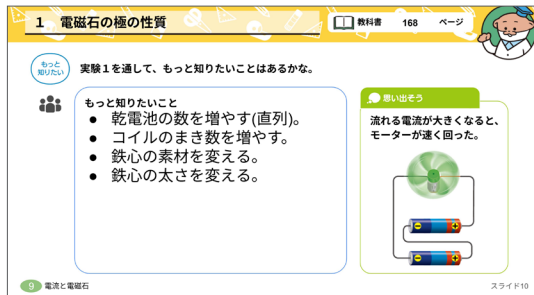 1 電磁石の極の性質
教科書 168 ページ
もっと
知りたい
実験１を通して、もっと知りたいことはあるかな。
もっと知りたいこと
● 乾電池の数を増やす(直列)。
● コイルのまき数を増やす。
● 鉄心の素材を変える。
● 鉄心の太さを変える。
思い出そう
流れる電流が大きくなると、
モーターが速く回った。
9 電流と電磁石
スライド10